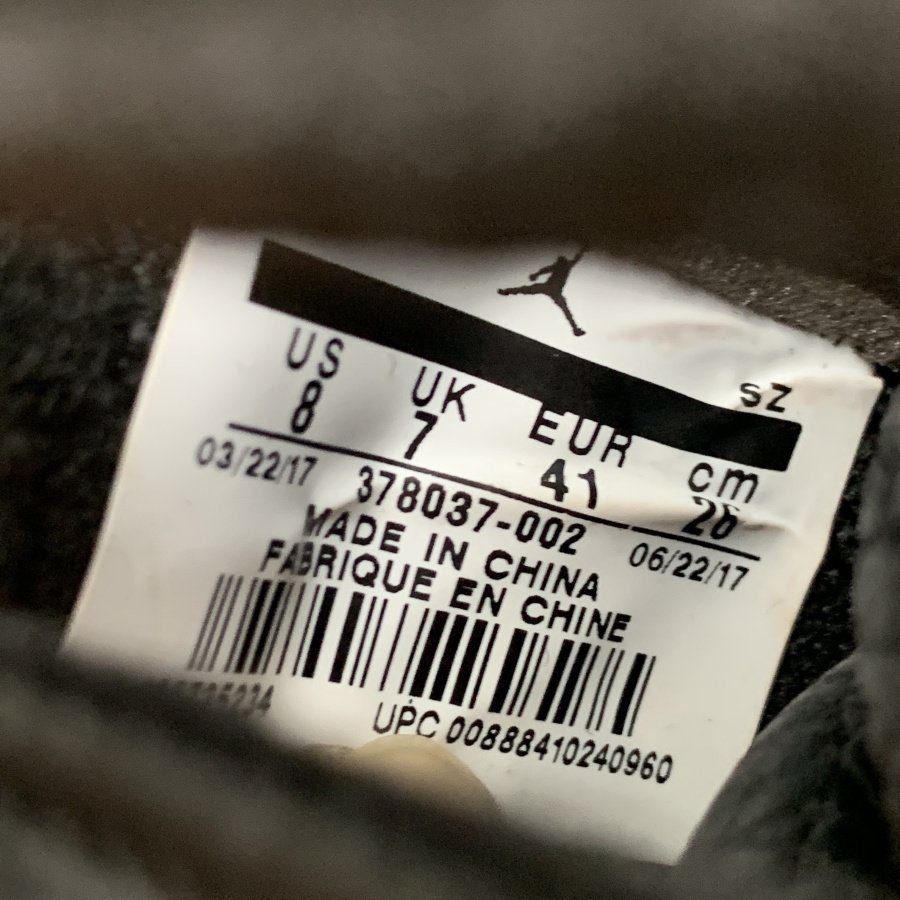 SZ
US UK EUR cm
8 7 41 26
03/22/17 378037-002 06/22/17
MADE IN CHINA
FABRIQUE EN CHINE
UPC 00888410240960